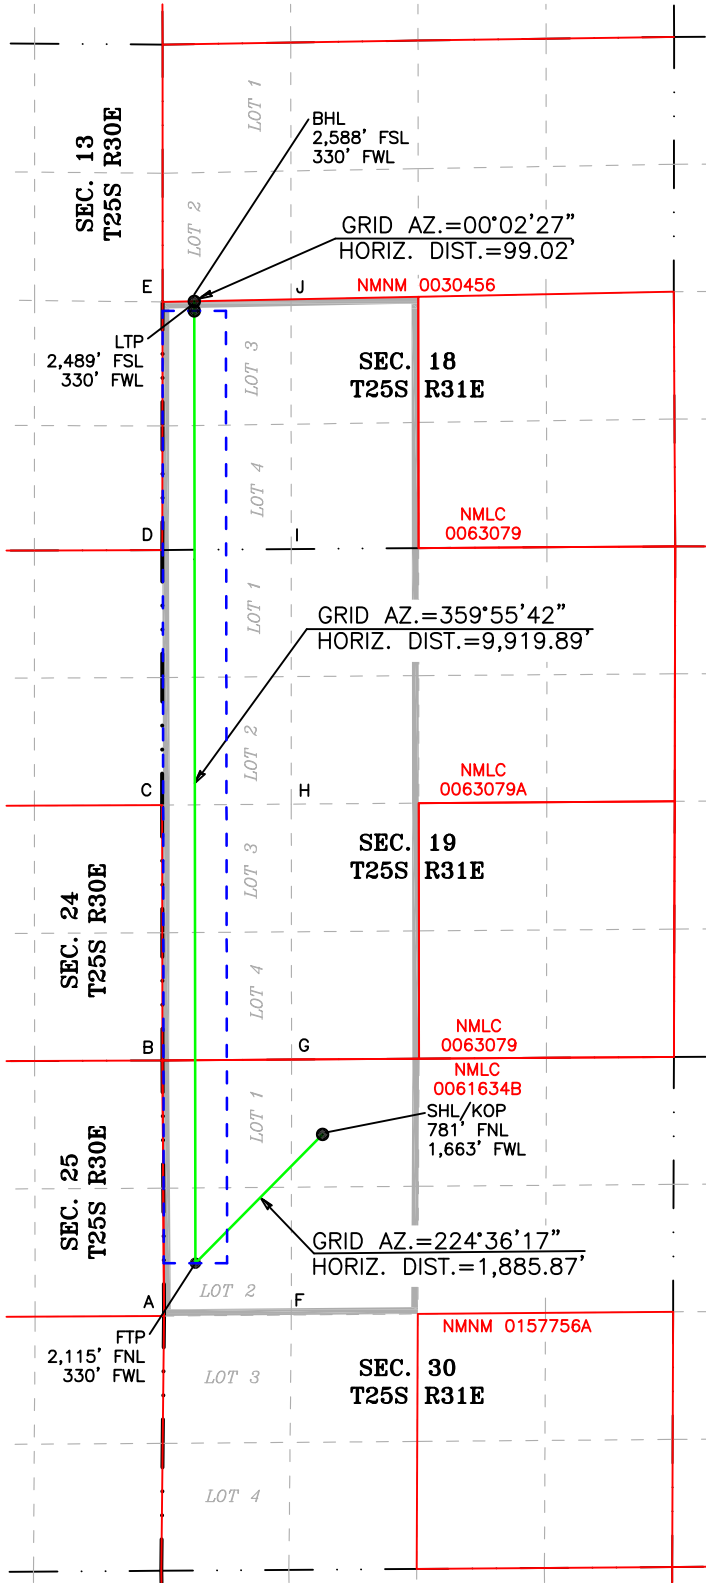 LOT 1
BHL
2,588' FSL
330' FWL
SEC. 13
T25S R30E
LOT 2
GRID AZ.=00°02'27"
HORIZ. DIST.=99.02'
E
J
NMNM 0030456
LTP
2,489' FSL
330' FWL
LOT 3
SEC. 18
T25S R31E
LOT 4
NMLC
0063079
D
I
LOT 1
GRID AZ.=359°55'42"
HORIZ. DIST.=9,919.89'
LOT 2
C
H
NMLC
0063079A
LOT 3
SEC. 19
T25S R31E
SEC. 24
T25S R30E
LOT 4
NMLC
0063079
B
G
NMLC
0061634B
LOT 1
SHL/KOP
781' FNL
1,663' FWL
SEC. 25
T25S R30E
GRID AZ.=224°36'17"
HORIZ. DIST.=1,885.87'
LOT 2
A
F
FTP
2,115' FNL
330' FWL
NMNM 0157756A
LOT 3
SEC. 30
T25S R31E
LOT 4